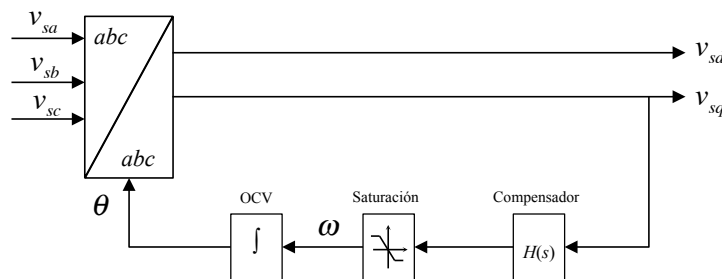 v_sa
v_sb
v_sc
abc
abc
v_sd
v_sq
θ
OCV
∫
ω
Saturación
Compensador
H(s)